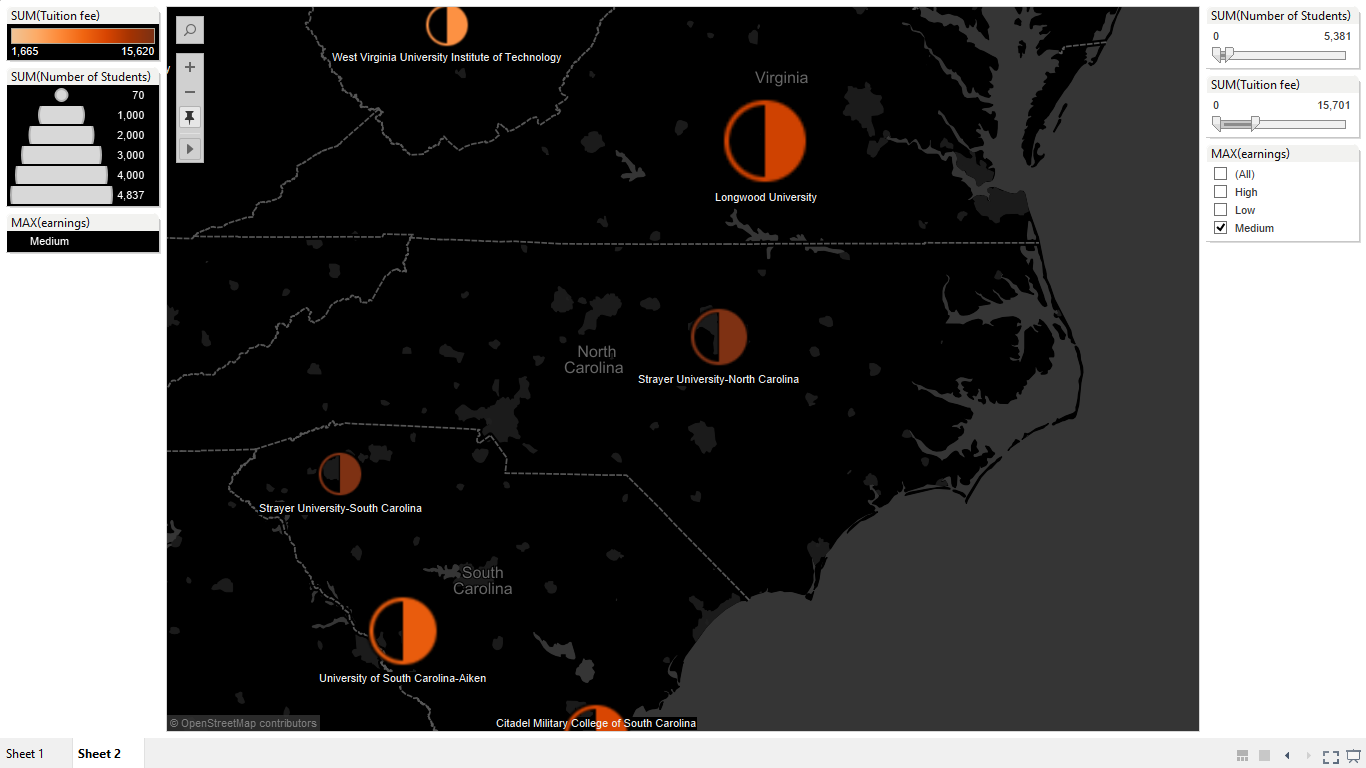 SUM(Tuition fee)
1,665
15,620
SUM(Number of Students)
70
1,000
2,000
3,000
4,000
4,837
MAX(earnings)
Medium
West Virginia University Institute of Technology
Virginia
Longwood University
North
Carolina
Strayer University-North Carolina
Strayer University-South Carolina
South
Carolina
University of South Carolina-Aiken
Citadel Military College of South Carolina
© OpenStreetMap contributors
SUM(Number of Students)
0
5,381
SUM(Tuition fee)
0
15,701
MAX(earnings)
(All)
High
Low
Medium
Sheet 1
Sheet 2